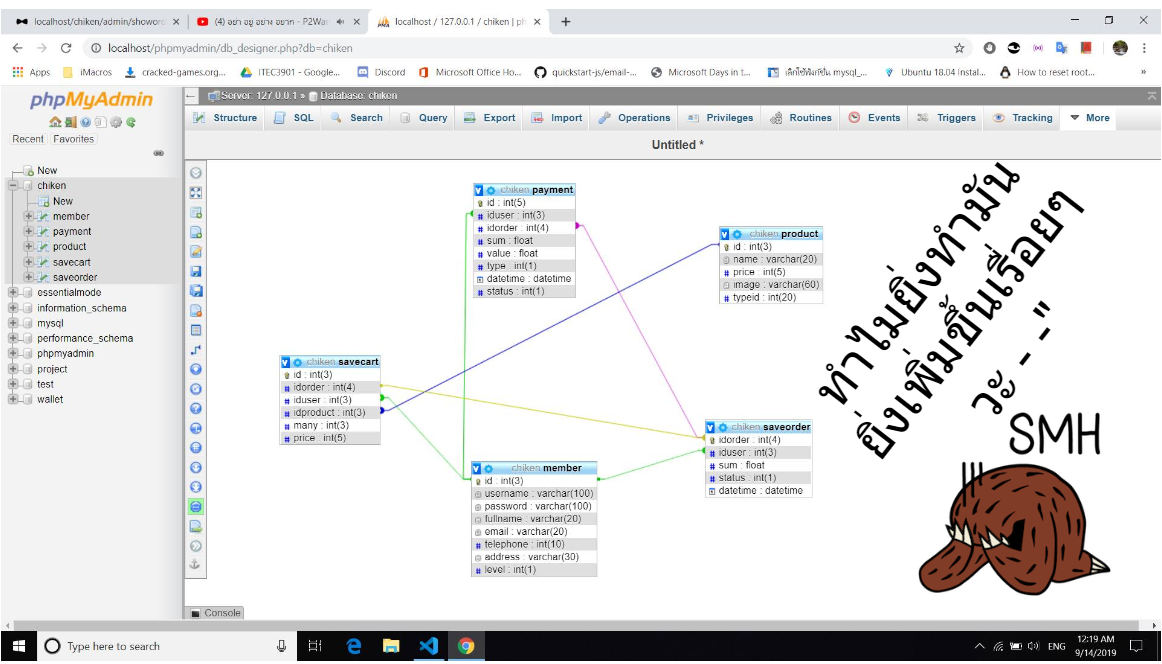 localhost/chiken/admin/showoro
(4) อย่า อยู่ อย่าง อยาก - P2War
localhost / 127.0.0.1 / chiken | ph
localhost/phpmyadmin/db_designer.php?db=chiken
Apps
iMacros
cracked-games.org...
ITEC3901 - Google...
Discord
Microsoft Office Ho...
quickstart-js/email-...
Microsoft Days in t...
mysql_...
Ubuntu 18.04 instal...
How to reset root...
»
phpMyAdmin
Recent
Favorites
New
chiken
New
member
payment
product
savecart
saveorder
essentialmode
information_schema
mysql
performance_schema
phpmyadmin
project
test
wallet
Server: 127.0.0.1 » Database: chiken
Structure
SQL
Search
Query
Export
Import
Operations
Privileges
Routines
Events
Triggers
Tracking
More
Untitled *
chiken payment
id : int(5)
iduser : int(3)
idorder : int(4)
sum : float
value : float
type : int(1)
datetime : datetime
status : int(1)
chiken product
id : int(3)
name : varchar(20)
price : int(5)
image : varchar(60)
typeid : int(20)
chiken savecart
id : int(3)
idorder : int(4)
iduser : int(3)
idproduct : int(3)
many : int(3)
price : int(5)
chiken saveorder
idorder : int(4)
iduser : int(3)
sum : float
status : int(1)
datetime : datetime
chiken member
id : int(3)
username : varchar(100)
password : varchar(100)
fullname : varchar(20)
email : varchar(20)
telephone : int(10)
address : varchar(30)
level : int(1)
ทำไมยิ่งทำมัน
ยิ่งเพิ่มขึ้นเรื่อยๆ
วะ - -"
SMH
Console
Type here to search
ENG
12:19 AM
9/14/2019